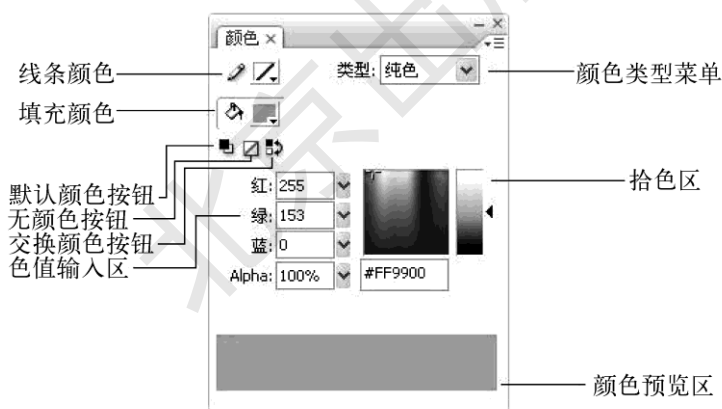 颜色 ×
线条颜色
类型: 纯色
颜色类型菜单
填充颜色
默认颜色按钮
无颜色按钮
交换颜色按钮
色值输入区
红: 255
绿: 153
蓝: 0
Alpha: 100%
#FF9900
拾色区
颜色预览区
北京出